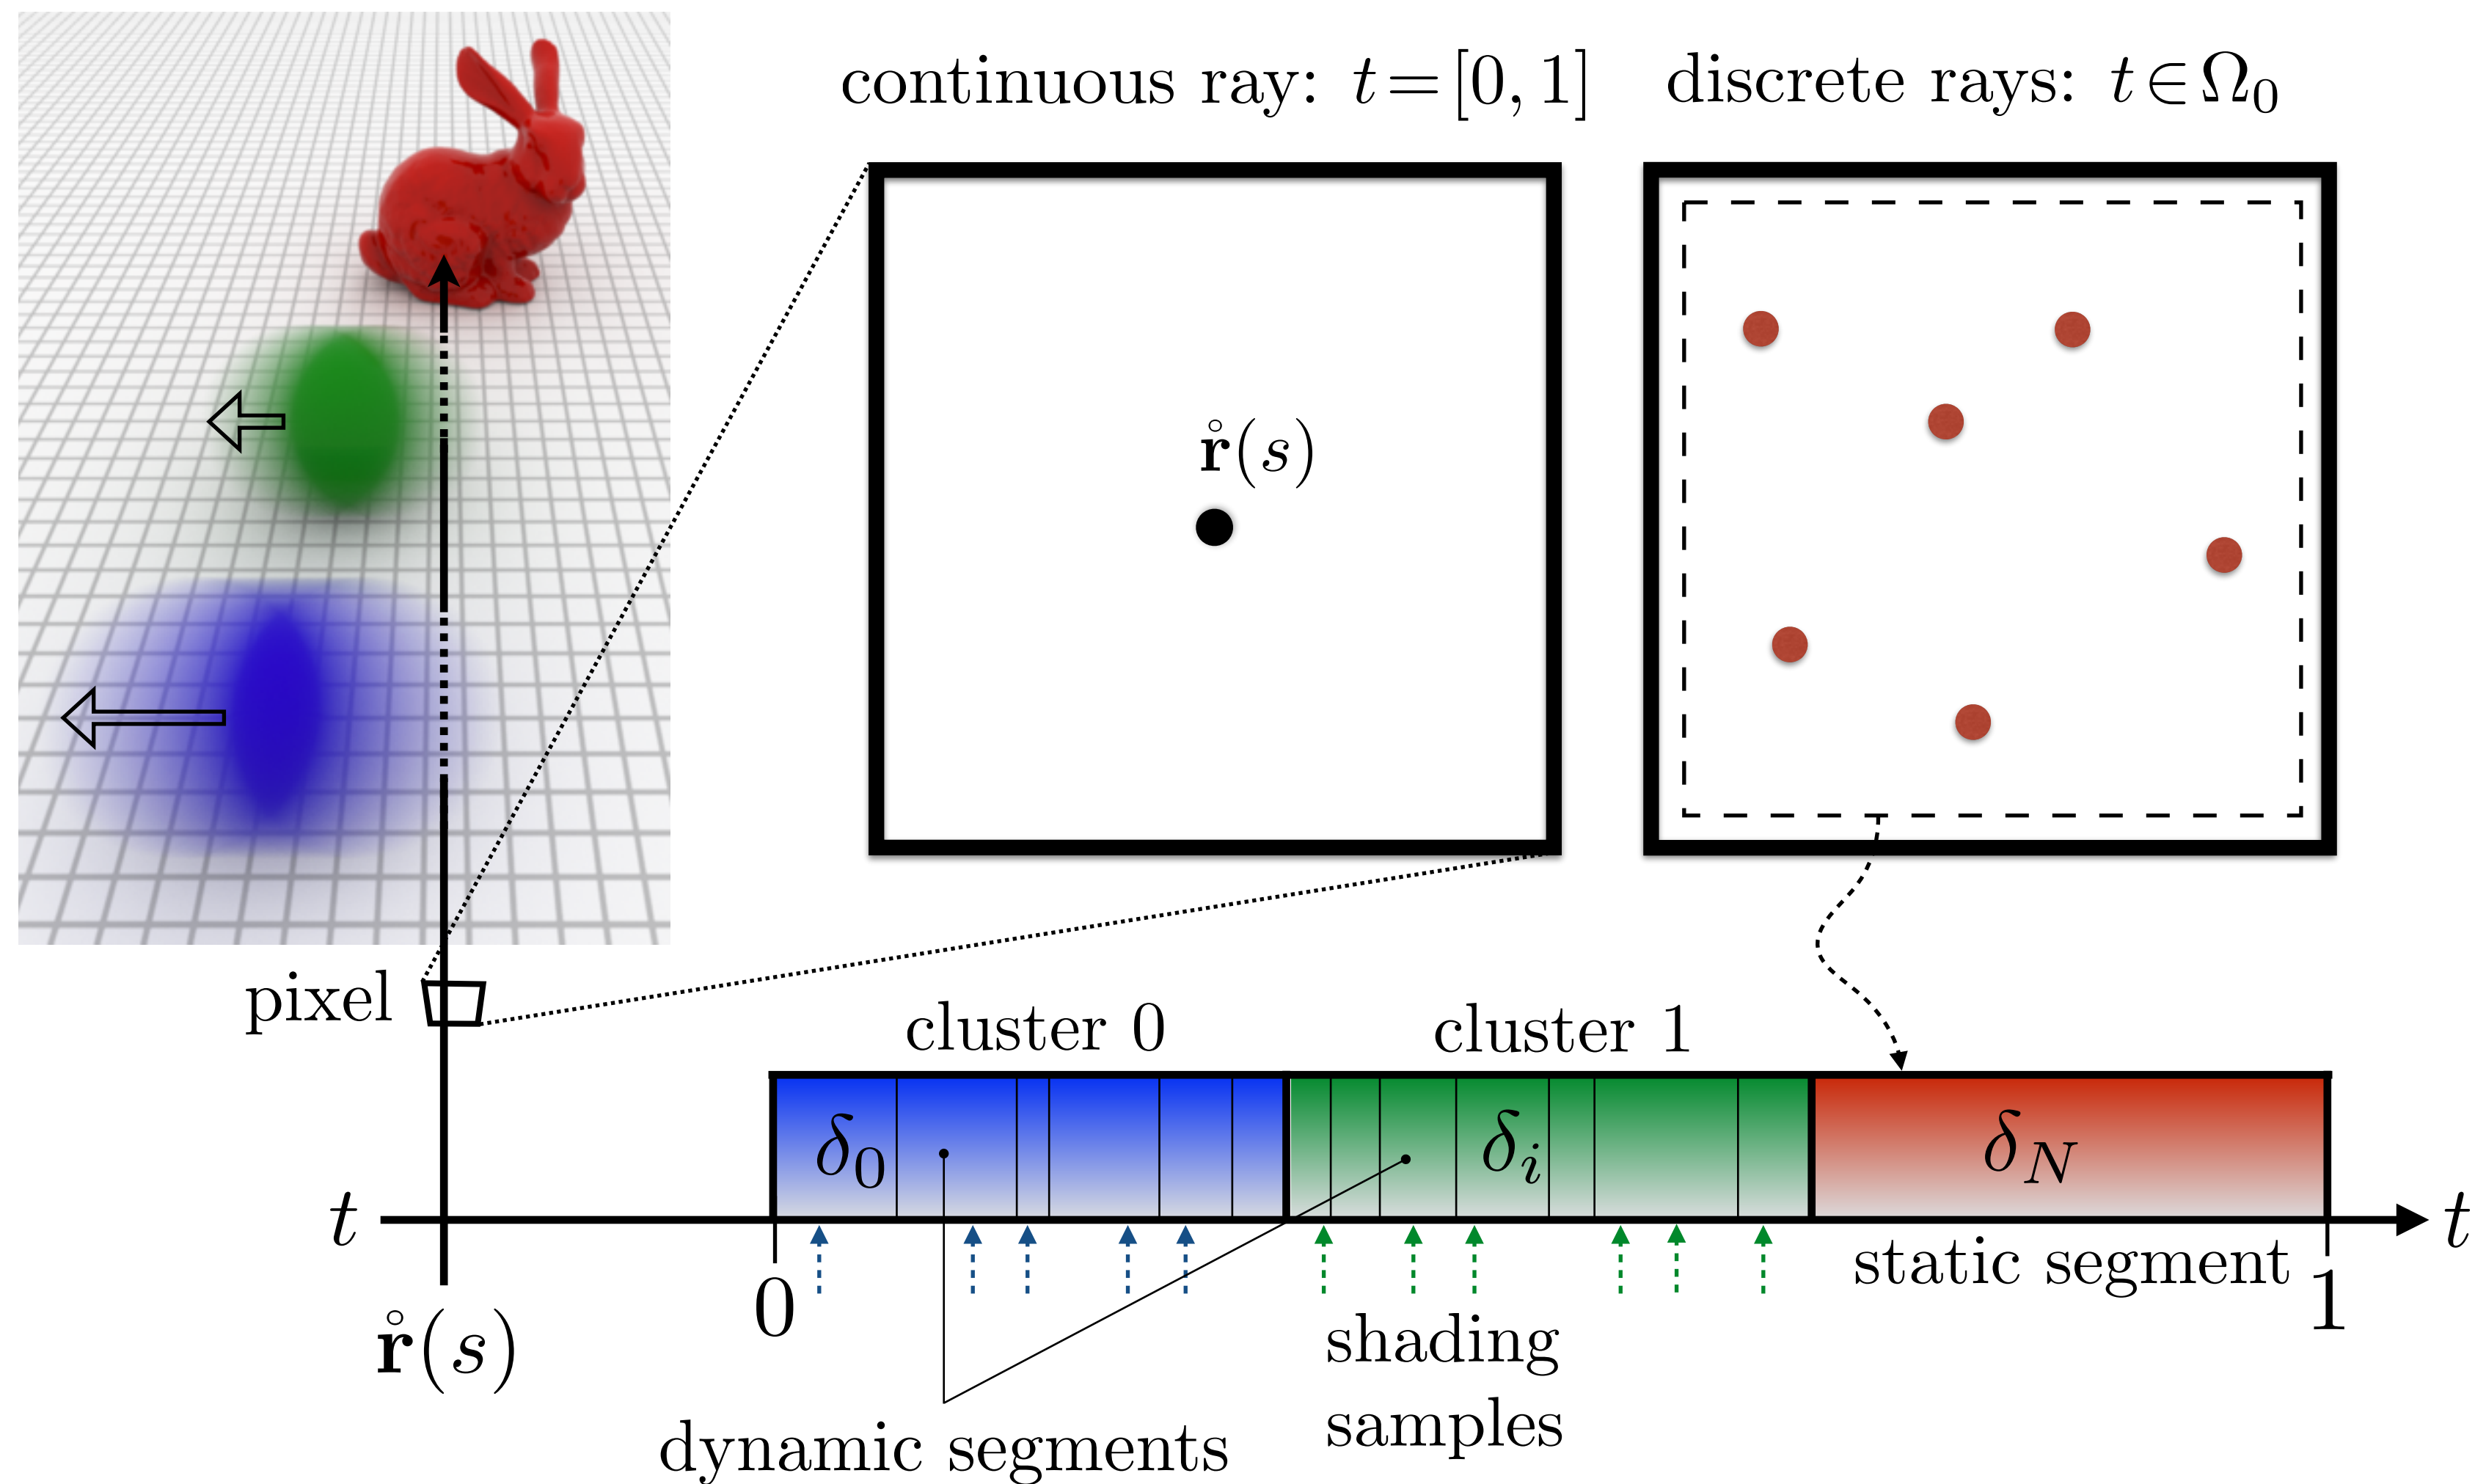 continuous ray: t = [0, 1]
discrete rays: t ∈ Ω₀
r̊(s)
pixel
cluster 0
cluster 1
δ₀
δᵢ
δ_N
t
t
static segment
0
1
r̊(s)
shading
samples
dynamic segments